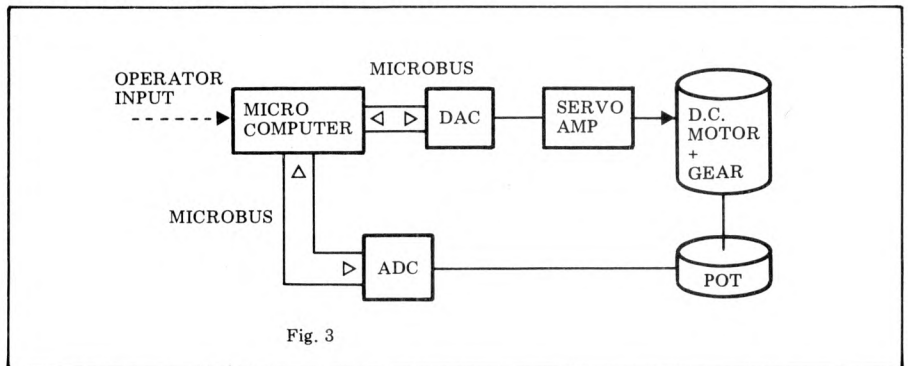 MICROBUS
OPERATOR
INPUT
MICRO
COMPUTER
DAC
SERVO
AMP
D.C.
MOTOR
+
GEAR
MICROBUS
ADC
POT
Fig. 3